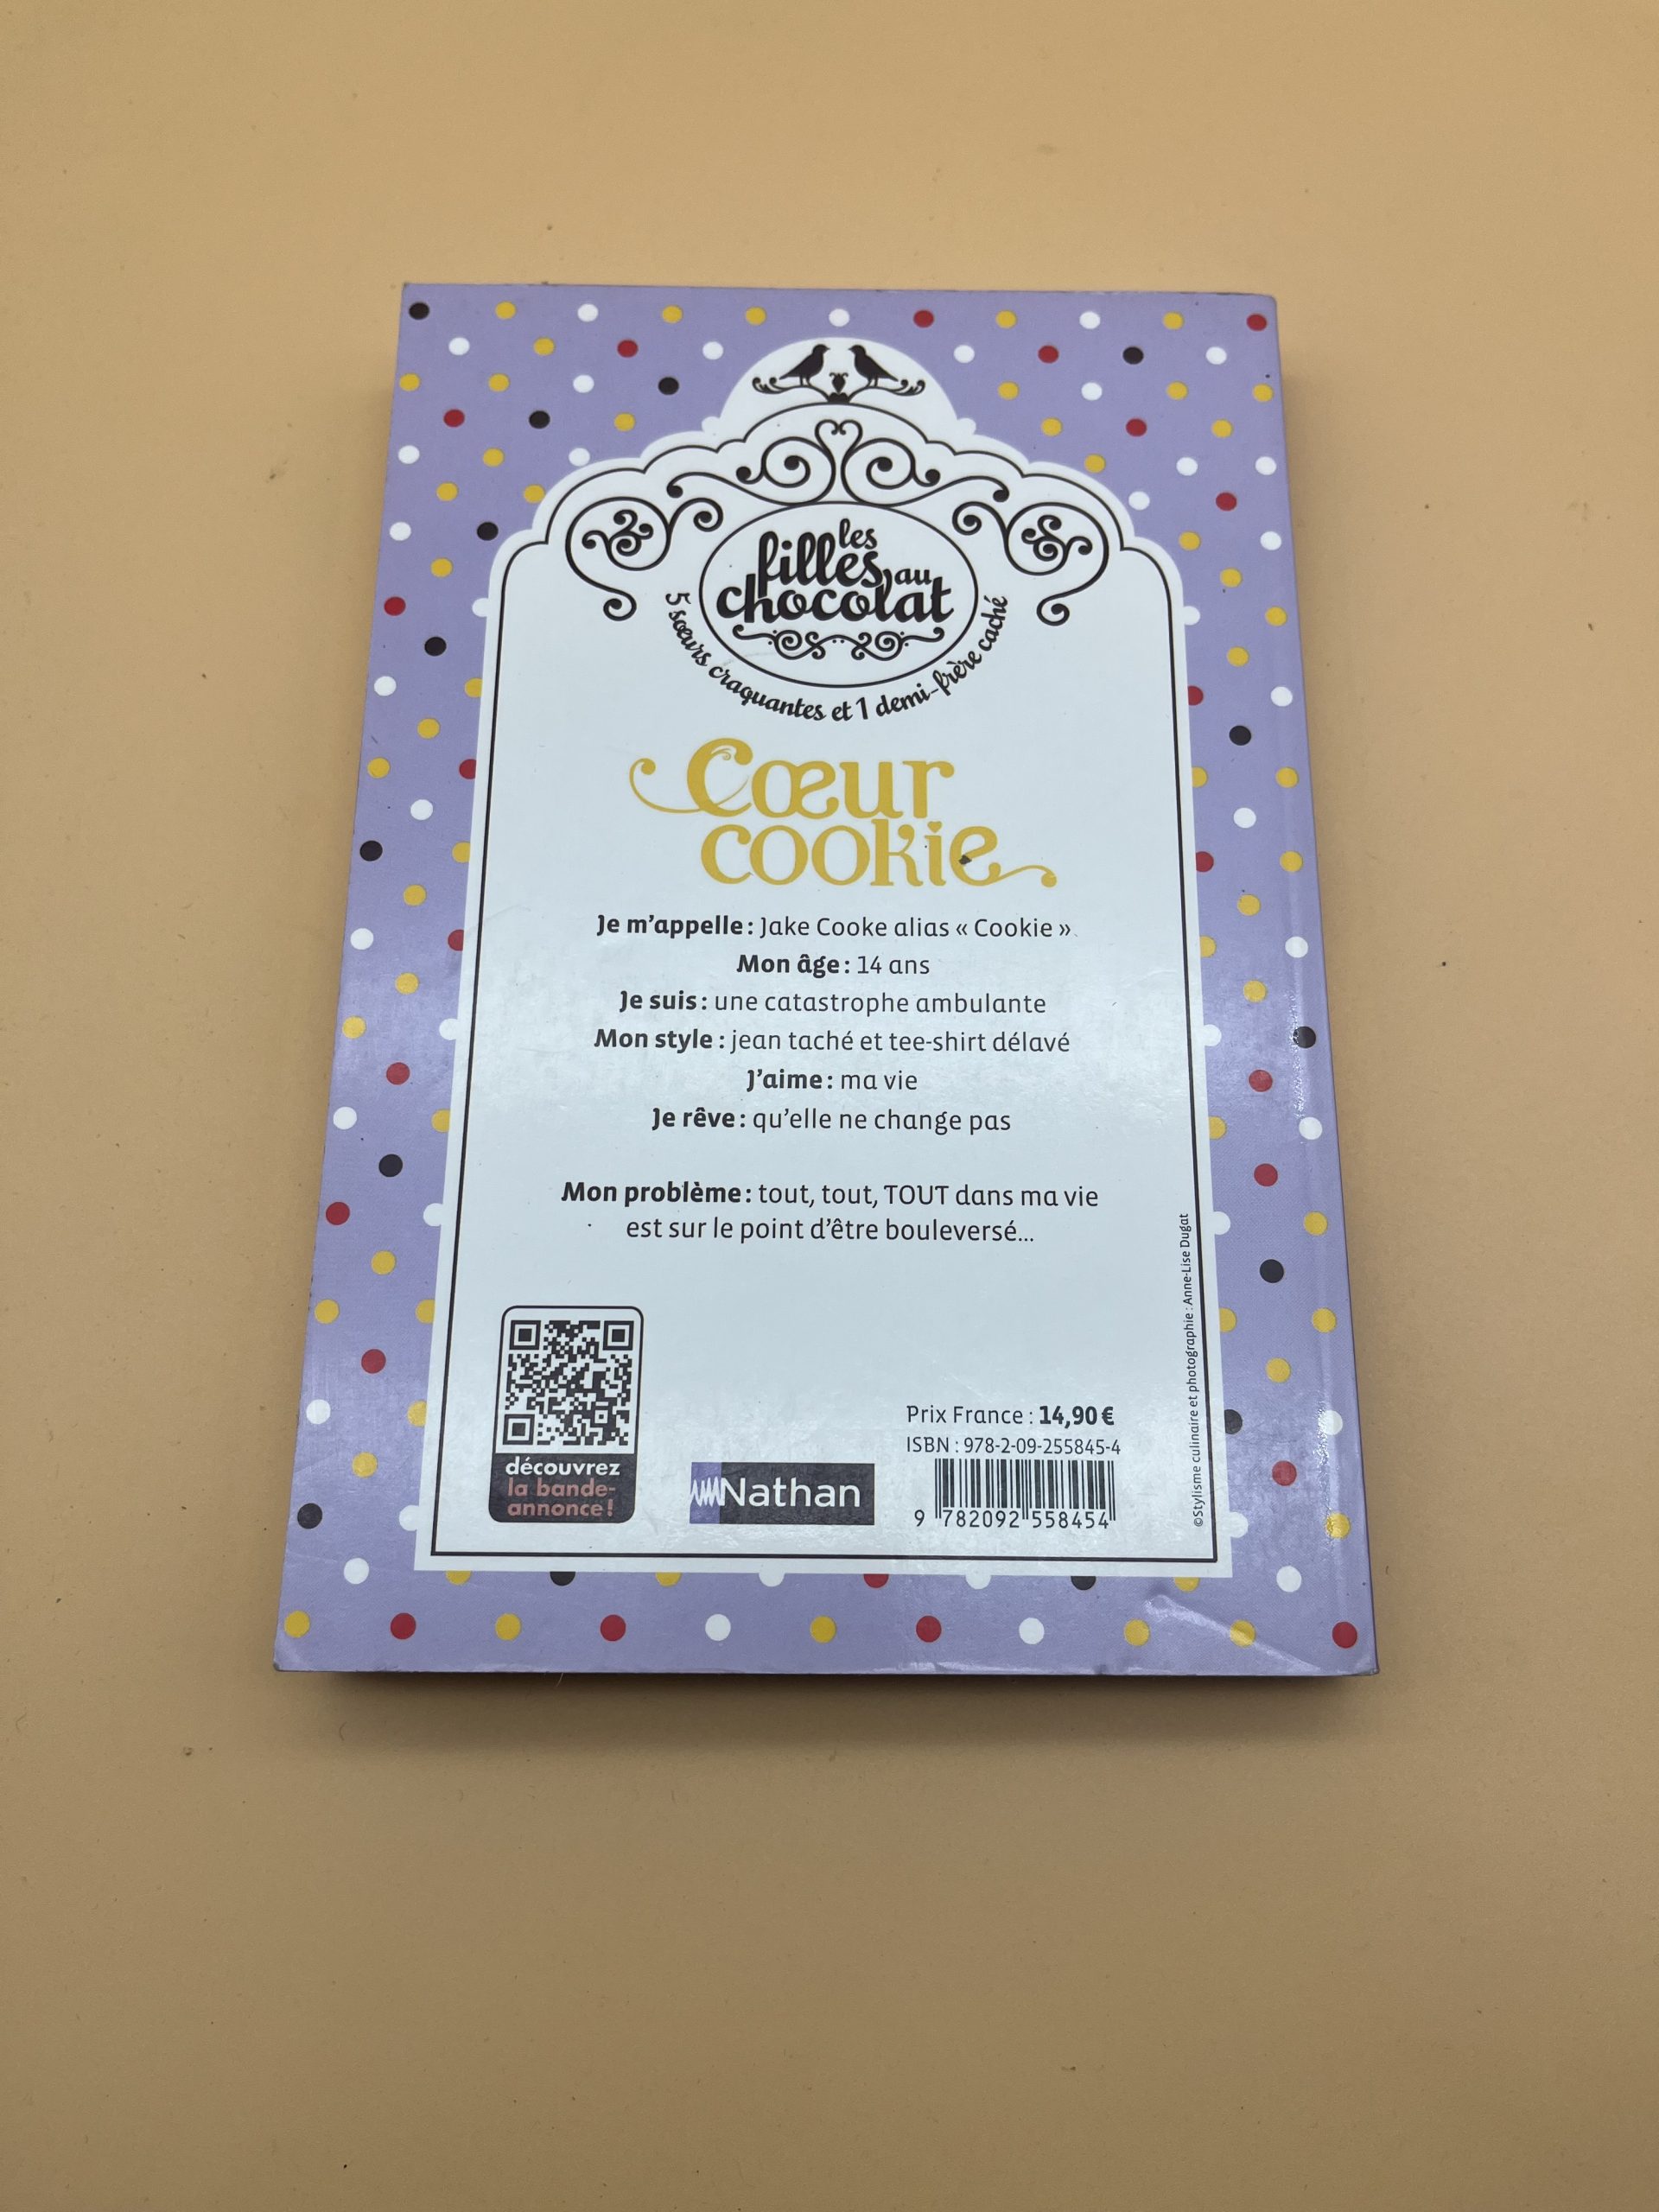 les
filles au
chocolat
5 sœurs craquantes et 1 demi-frère caché
Cœur
cookie
Je m'appelle : Jake Cooke alias « Cookie »
Mon âge : 14 ans
Je suis : une catastrophe ambulante
Mon style : jean taché et tee-shirt délavé
J'aime : ma vie
Je rêve : qu'elle ne change pas
Mon problème : tout, tout, TOUT dans ma vie
est sur le point d'être bouleversé...
découvrez
la bande-
annonce !
Nathan
Prix France : 14,90 €
ISBN : 978-2-09-255845-4
9 782092 558454
©Stylisme culinaire et photographie : Anne-Lise Dugat